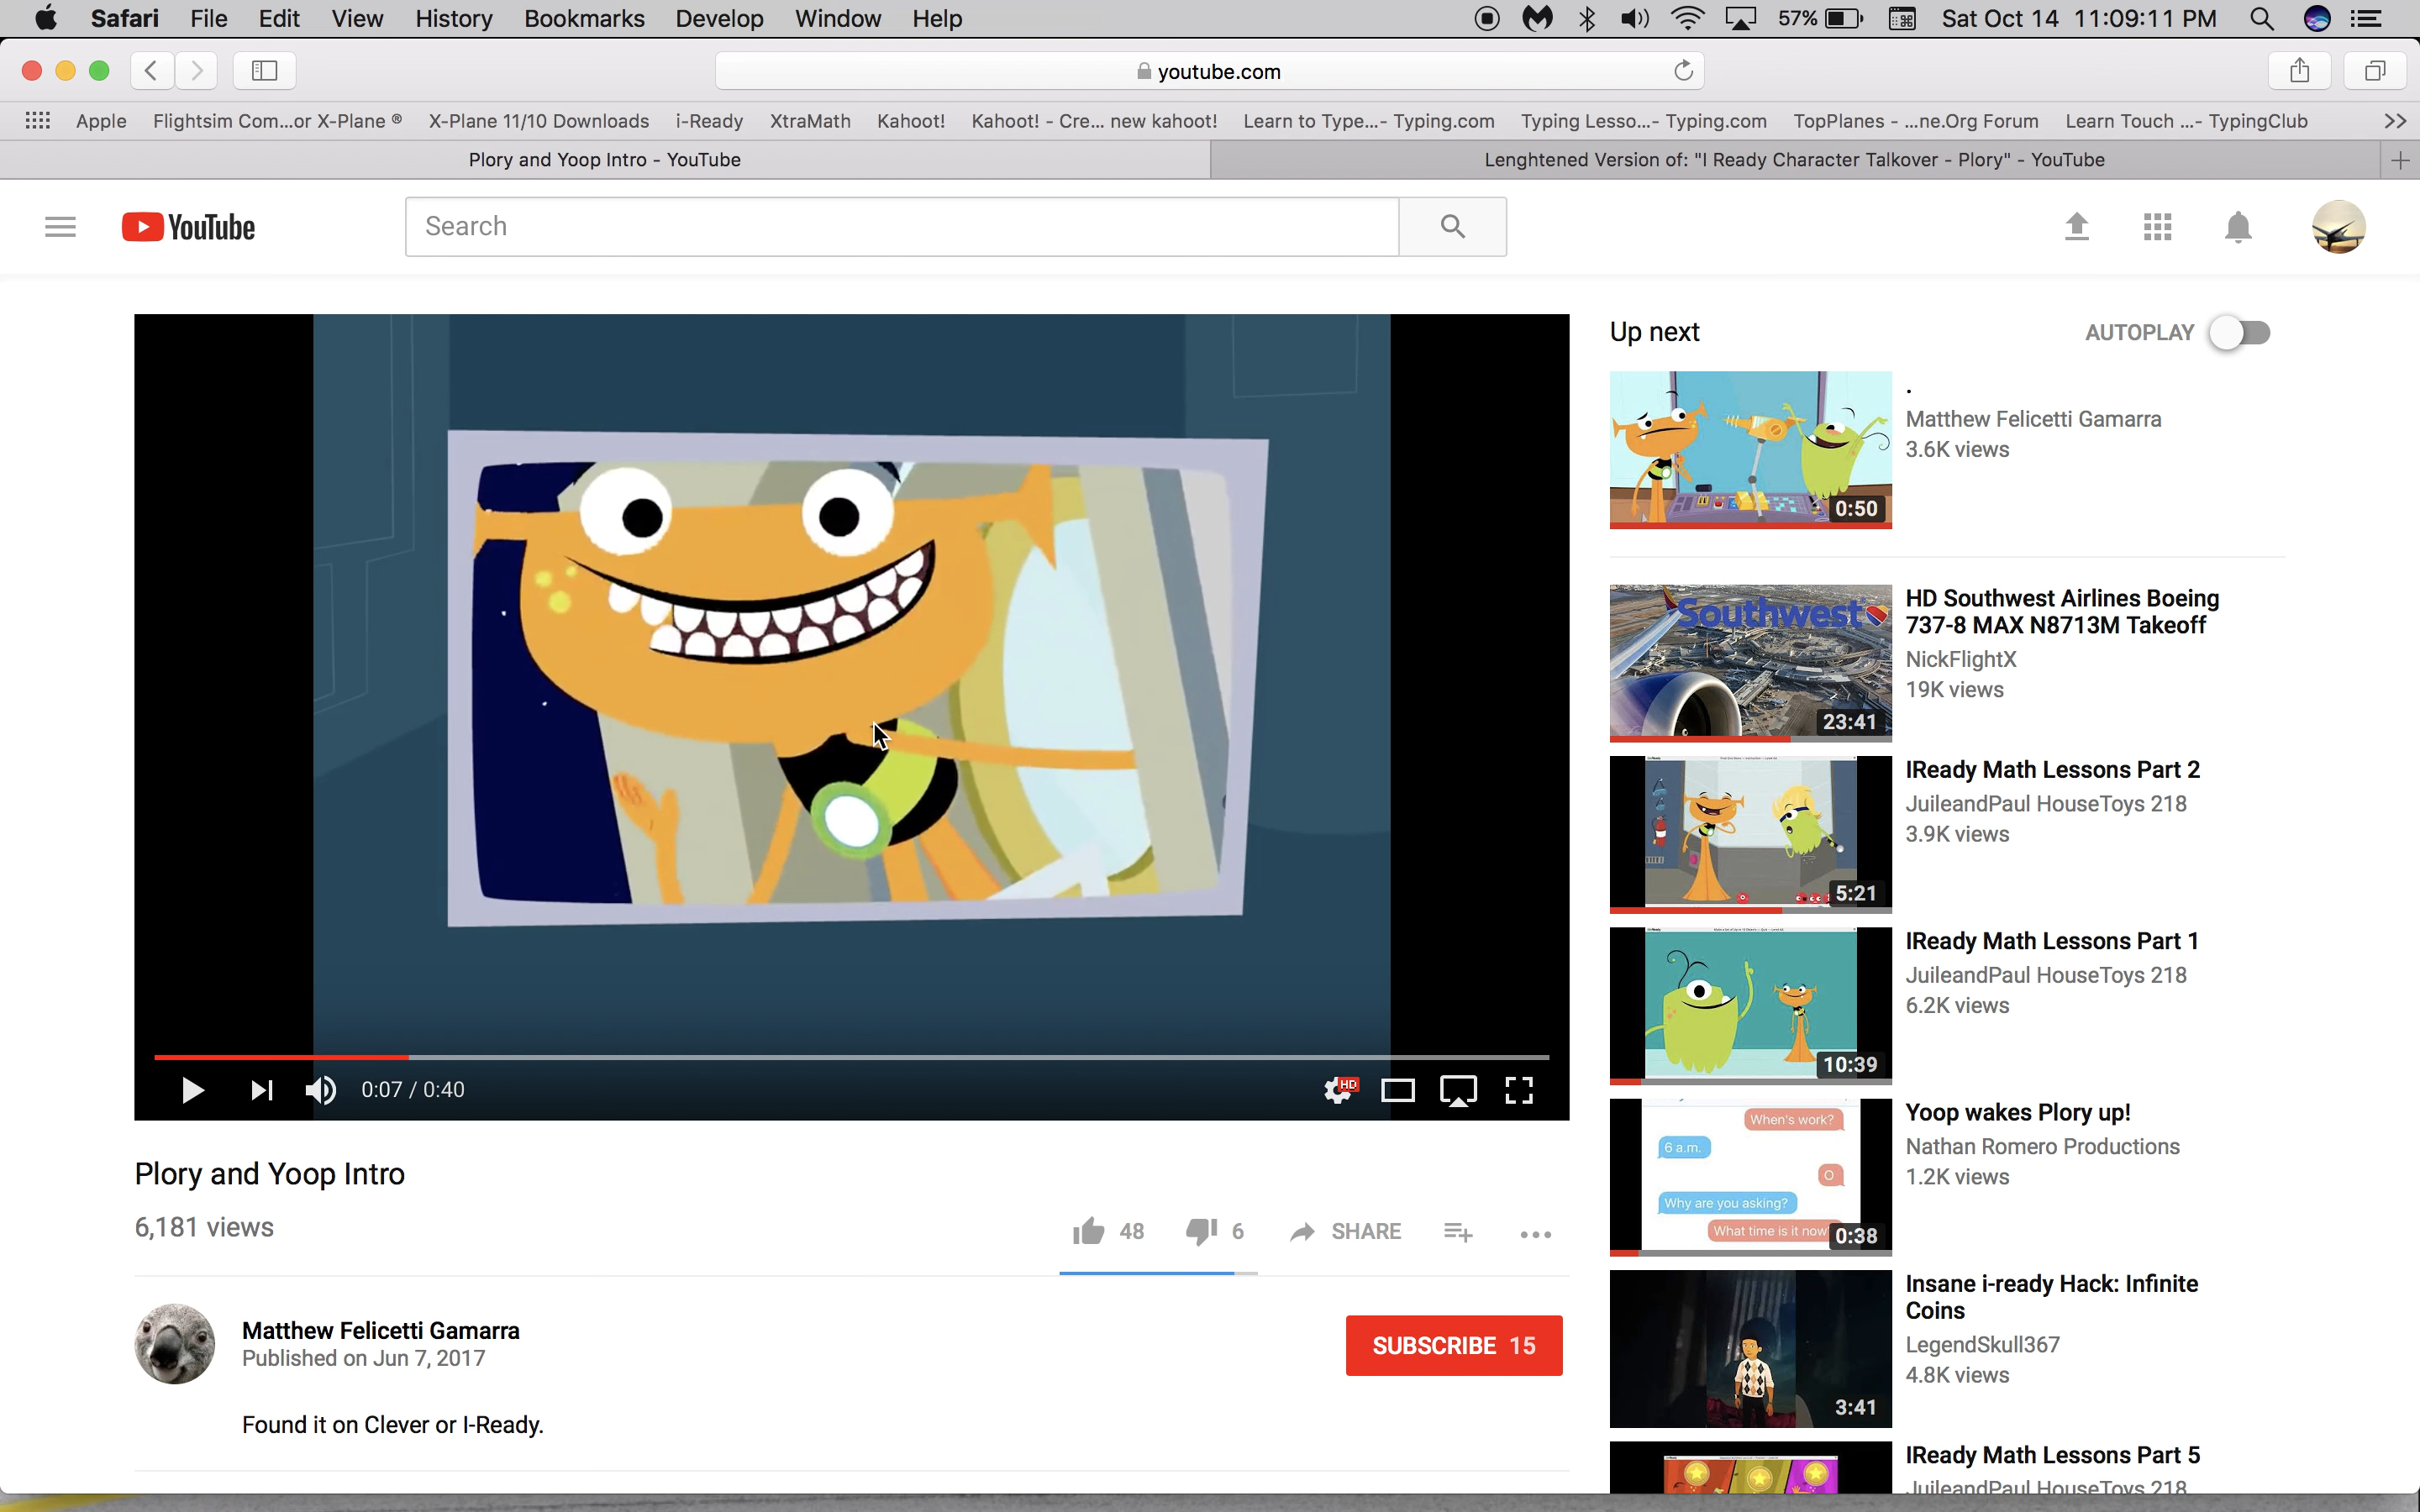 Safari File Edit View History Bookmarks Develop Window Help 57% Sat Oct 14 11:09:11 PM
youtube.com
Apple Flightsim Com...or X-Plane ® X-Plane 11/10 Downloads i-Ready XtraMath Kahoot! Kahoot! - Cre... new kahoot! Learn to Type...- Typing.com Typing Lesso...- Typing.com TopPlanes - ...ne.Org Forum Learn Touch ...- TypingClub >>
Plory and Yoop Intro - YouTube Lenghtened Version of: "I Ready Character Talkover - Plory" - YouTube
YouTube
Search
0:07 / 0:40
HD
Plory and Yoop Intro
6,181 views
48 6 SHARE
Matthew Felicetti Gamarra
Published on Jun 7, 2017
SUBSCRIBE 15
Found it on Clever or I-Ready.
Up next AUTOPLAY
0:50
.
Matthew Felicetti Gamarra
3.6K views
Southwest
23:41
HD Southwest Airlines Boeing
737-8 MAX N8713M Takeoff
NickFlightX
19K views
5:21
IReady Math Lessons Part 2
JuileandPaul HouseToys 218
3.9K views
10:39
IReady Math Lessons Part 1
JuileandPaul HouseToys 218
6.2K views
When's work?
6 a.m.
O
Why are you asking?
What time is it now
0:38
Yoop wakes Plory up!
Nathan Romero Productions
1.2K views
3:41
Insane i-ready Hack: Infinite
Coins
LegendSkull367
4.8K views
IReady Math Lessons Part 5
JuileandPaul HouseToys 218